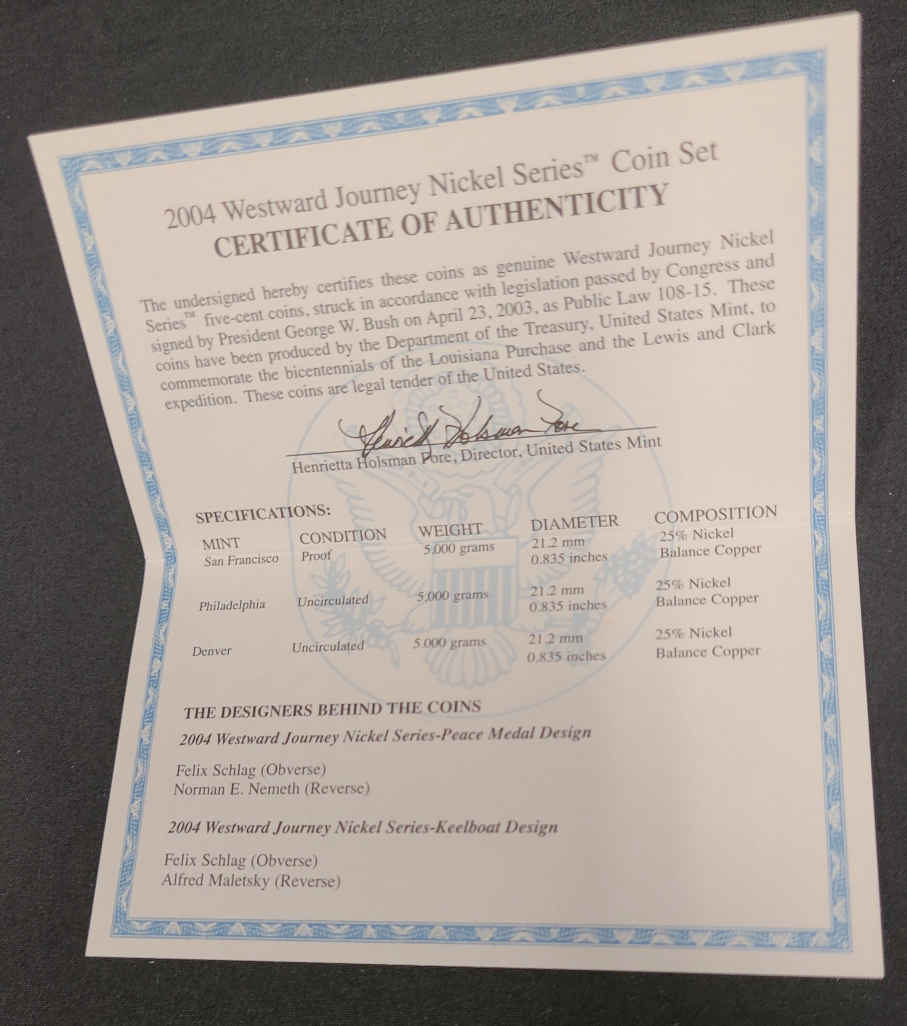 2004 Westward Journey Nickel Series™ Coin Set
CERTIFICATE OF AUTHENTICITY
The undersigned hereby certifies these coins as genuine Westward Journey Nickel
Series™ five-cent coins, struck in accordance with legislation passed by Congress and
signed by President George W. Bush on April 23, 2003, as Public Law 108-15. These
coins have been produced by the Department of the Treasury, United States Mint, to
commemorate the bicentennials of the Louisiana Purchase and the Lewis and Clark
expedition. These coins are legal tender of the United States.
Henrietta Holsman Fore
Henrietta Holsman Fore, Director, United States Mint
SPECIFICATIONS:
MINT CONDITION WEIGHT DIAMETER COMPOSITION
San Francisco Proof 5.000 grams 21.2 mm 25% Nickel
0.835 inches Balance Copper
Philadelphia Uncirculated 5.000 grams 21.2 mm 25% Nickel
0.835 inches Balance Copper
Denver Uncirculated 5.000 grams 21.2 mm 25% Nickel
0.835 inches Balance Copper
THE DESIGNERS BEHIND THE COINS
2004 Westward Journey Nickel Series-Peace Medal Design
Felix Schlag (Obverse)
Norman E. Nemeth (Reverse)
2004 Westward Journey Nickel Series-Keelboat Design
Felix Schlag (Obverse)
Alfred Maletsky (Reverse)